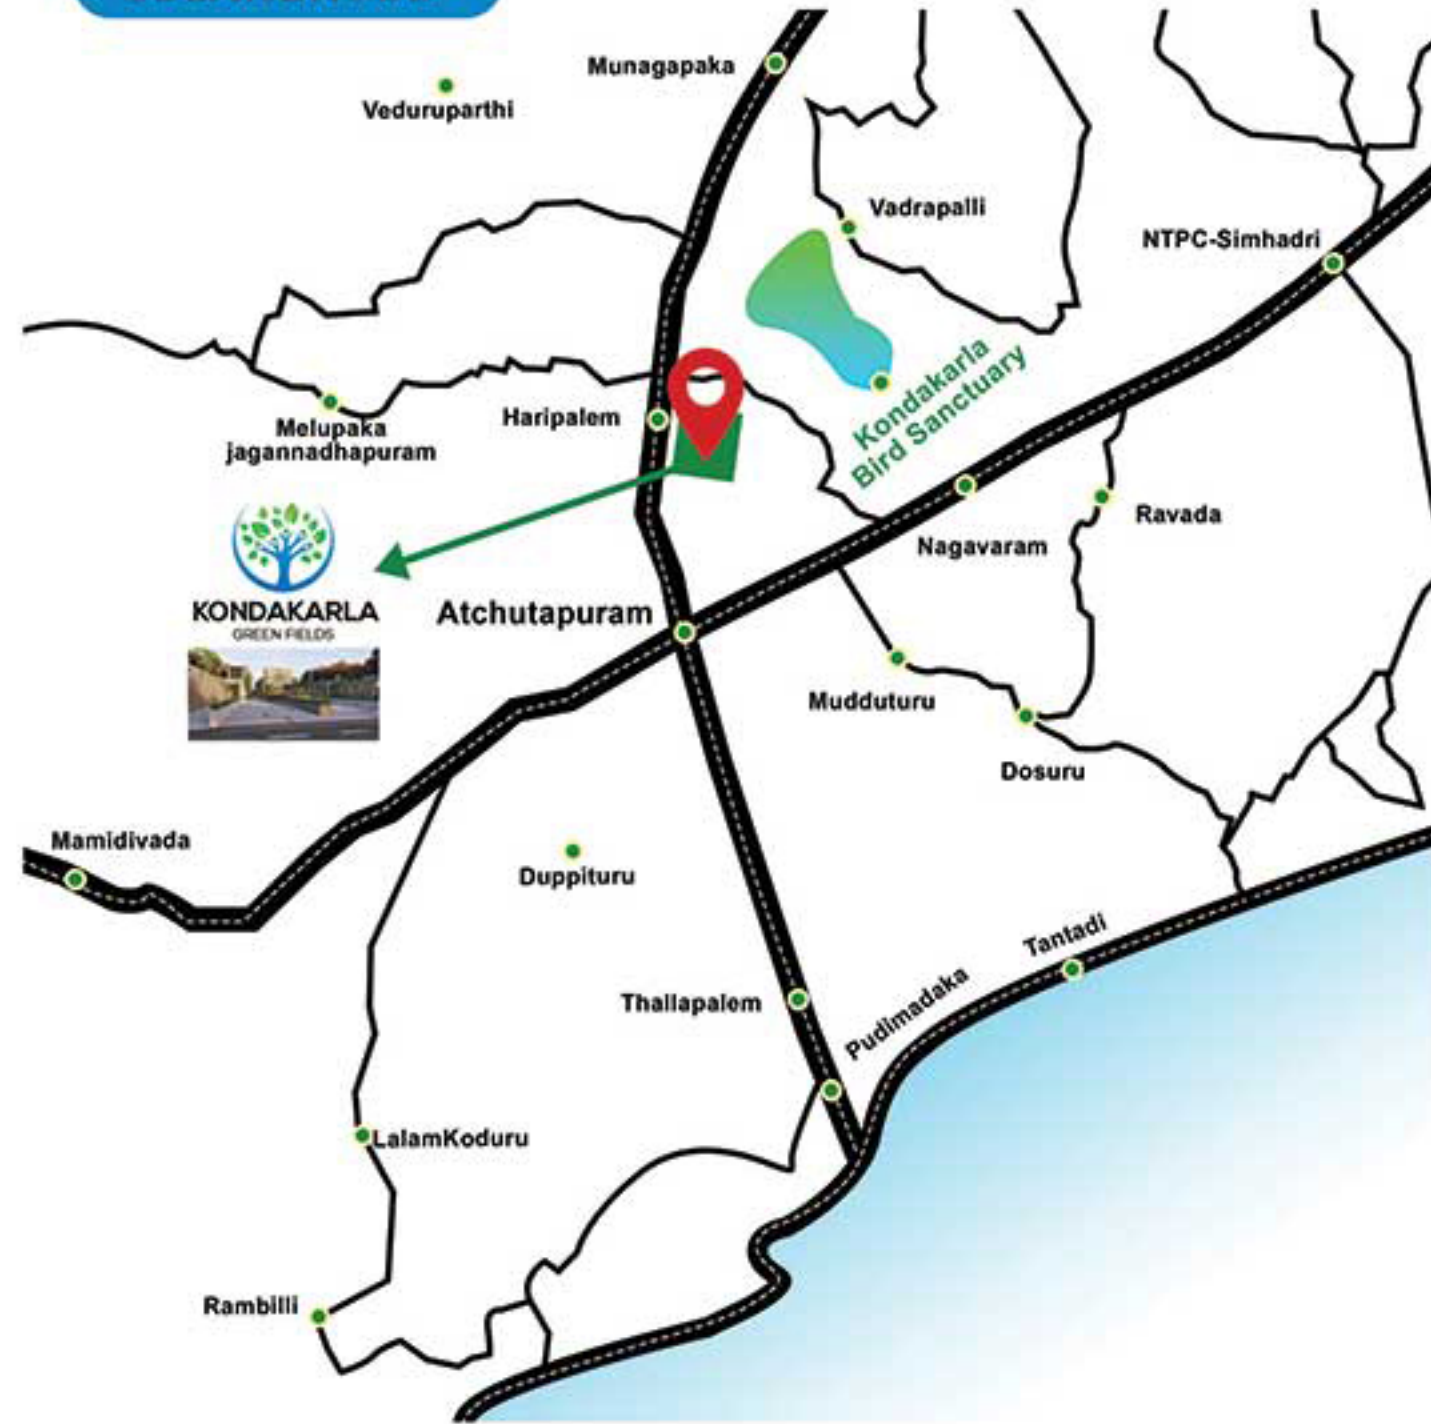 Munagapaka
Veduruparthi
Vadrapalli
NTPC-Simhadri
Kondakarla
Bird Sanctuary
Haripalem
Melupaka
jagannadhapuram
Ravada
Nagavaram
KONDAKARLA
GREEN FIELDS
Atchutapuram
Mudduturu
Dosuru
Mamidivada
Duppituru
Tantadi
Pudimadaka
Thallapalem
LalamKoduru
Rambilli